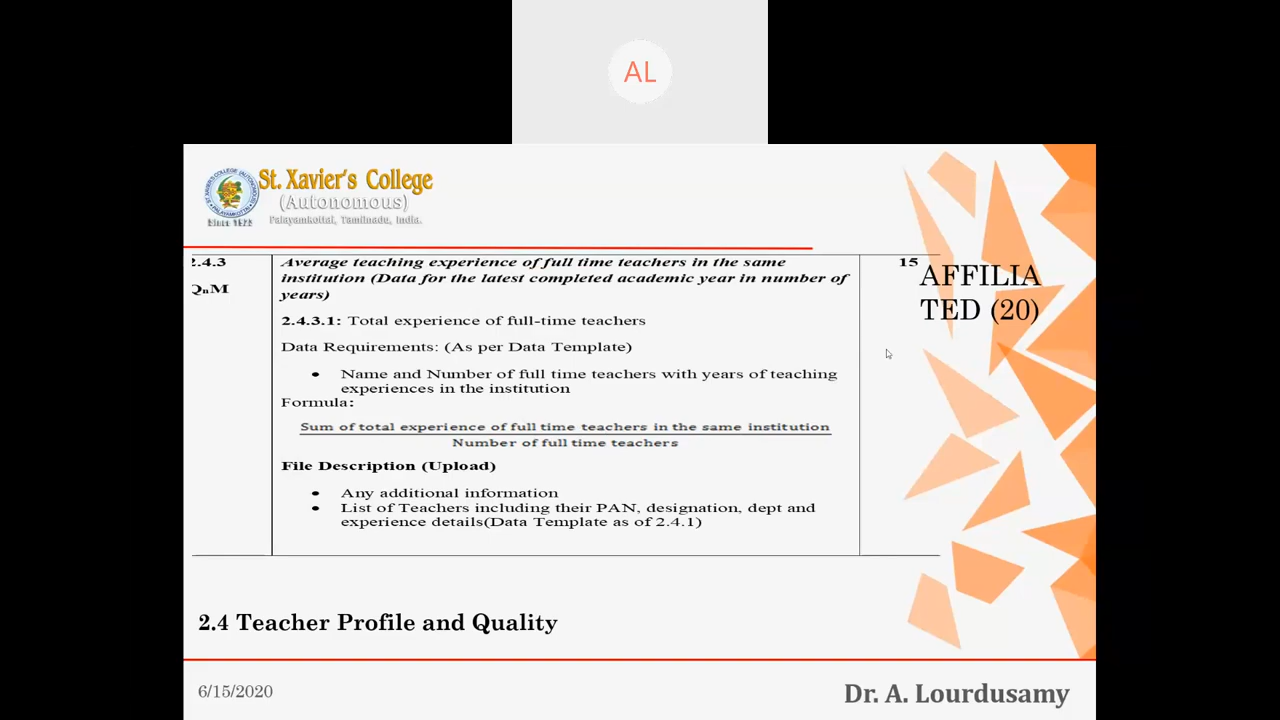 AL
St. Xavier's College
(Autonomous)
Palayamkottai, Tamilnadu, India.
Since 1923
2.4.3
QnM
Average teaching experience of full time teachers in the same
institution (Data for the latest completed academic year in number of
years)
15
AFFILIA
TED (20)
2.4.3.1: Total experience of full-time teachers
Data Requirements: (As per Data Template)
• Name and Number of full time teachers with years of teaching
experiences in the institution
Formula:
Sum of total experience of full time teachers in the same institution
Number of full time teachers
File Description (Upload)
• Any additional information
• List of Teachers including their PAN, designation, dept and
experience details(Data Template as of 2.4.1)
2.4 Teacher Profile and Quality
6/15/2020
Dr. A. Lourdusamy